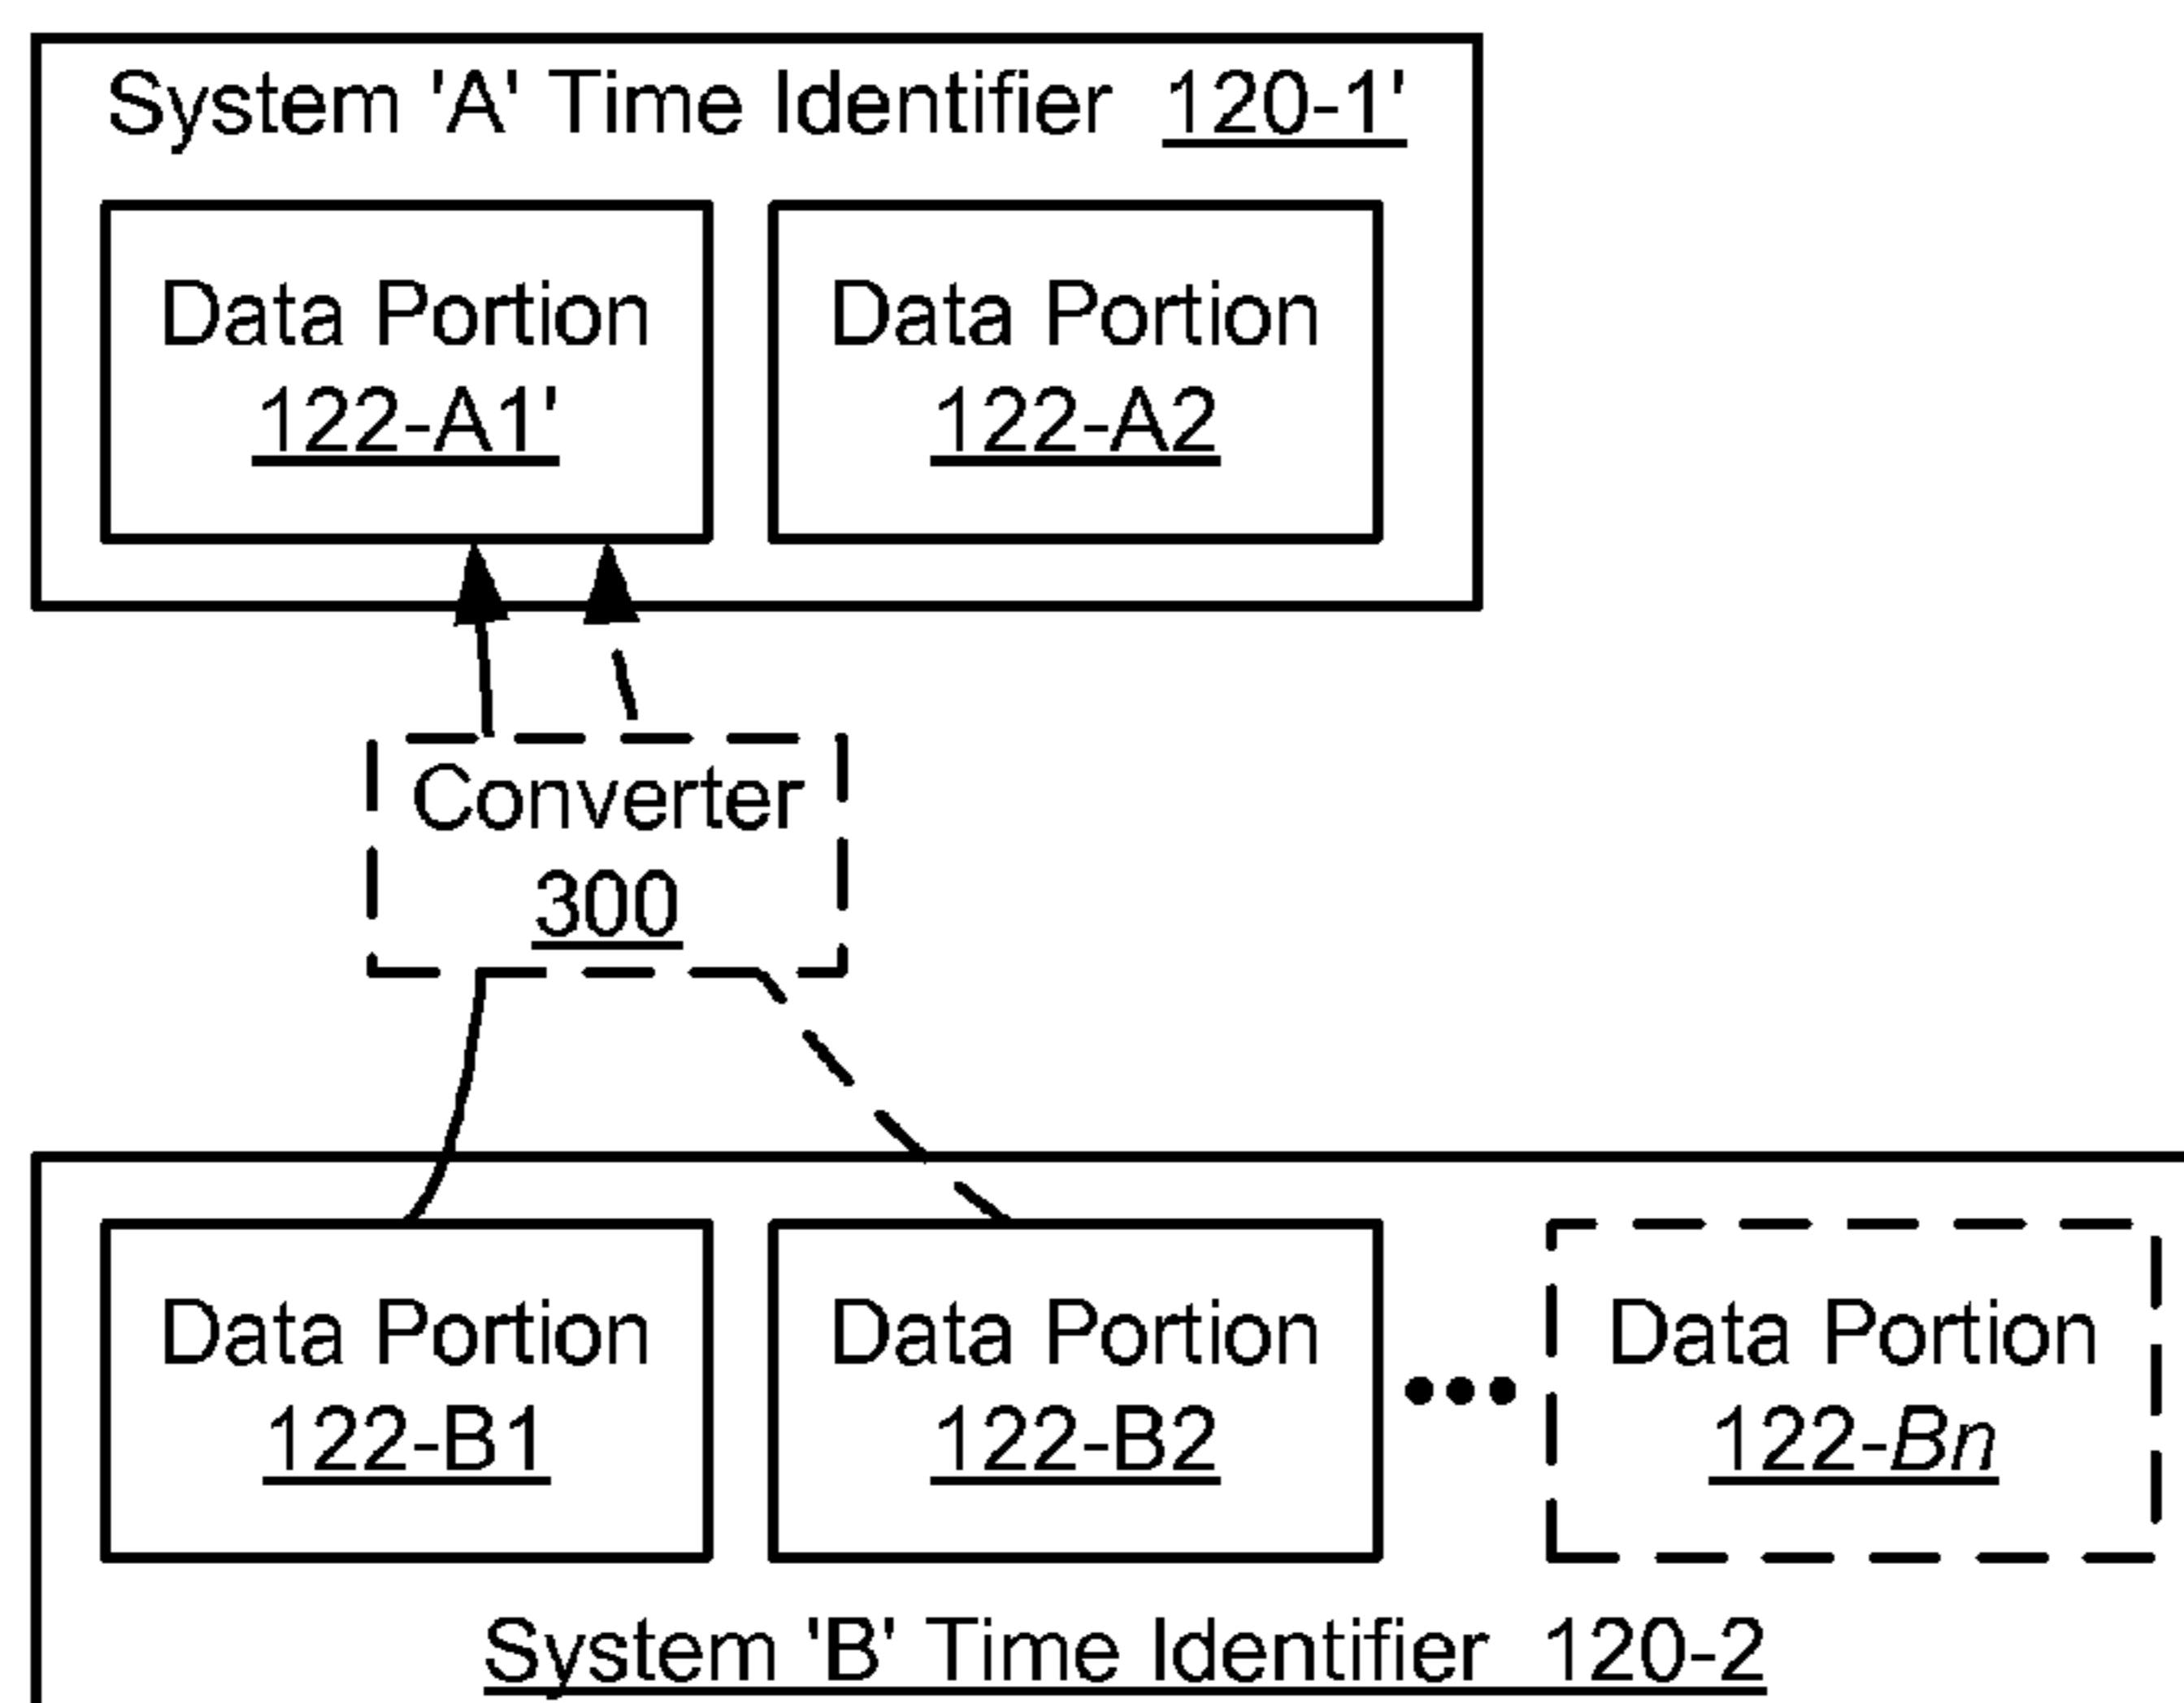 System 'A' Time Identifier 120-1'
Data Portion
122-A1'
Data Portion
122-A2
Converter
300
Data Portion
122-B1
Data Portion
122-B2
•••
Data Portion
122-Bn
System 'B' Time Identifier 120-2